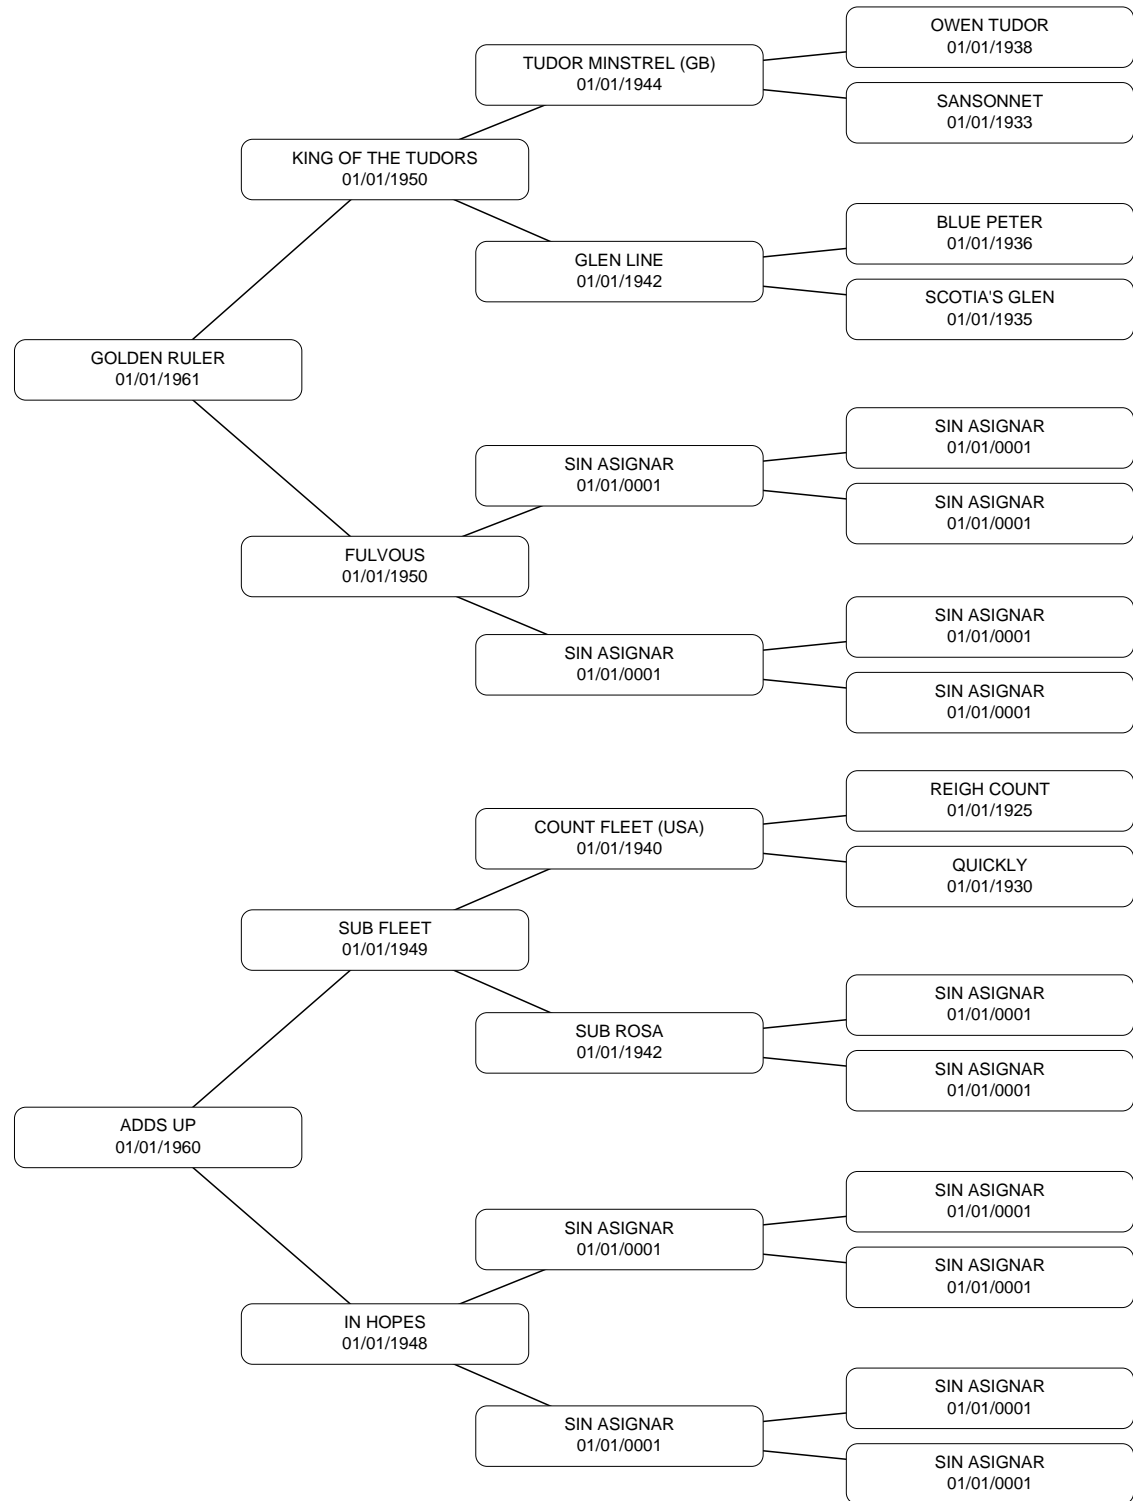 OWEN TUDOR
01/01/1938
TUDOR MINSTREL (GB)
01/01/1944
SANSONNET
01/01/1933
KING OF THE TUDORS
01/01/1950
BLUE PETER
01/01/1936
GLEN LINE
01/01/1942
SCOTIA'S GLEN
01/01/1935
GOLDEN RULER
01/01/1961
SIN ASIGNAR
01/01/0001
SIN ASIGNAR
01/01/0001
SIN ASIGNAR
01/01/0001
FULVOUS
01/01/1950
SIN ASIGNAR
01/01/0001
SIN ASIGNAR
01/01/0001
SIN ASIGNAR
01/01/0001
REIGH COUNT
01/01/1925
COUNT FLEET (USA)
01/01/1940
QUICKLY
01/01/1930
SUB FLEET
01/01/1949
SIN ASIGNAR
01/01/0001
SUB ROSA
01/01/1942
SIN ASIGNAR
01/01/0001
ADDS UP
01/01/1960
SIN ASIGNAR
01/01/0001
SIN ASIGNAR
01/01/0001
SIN ASIGNAR
01/01/0001
IN HOPES
01/01/1948
SIN ASIGNAR
01/01/0001
SIN ASIGNAR
01/01/0001
SIN ASIGNAR
01/01/0001